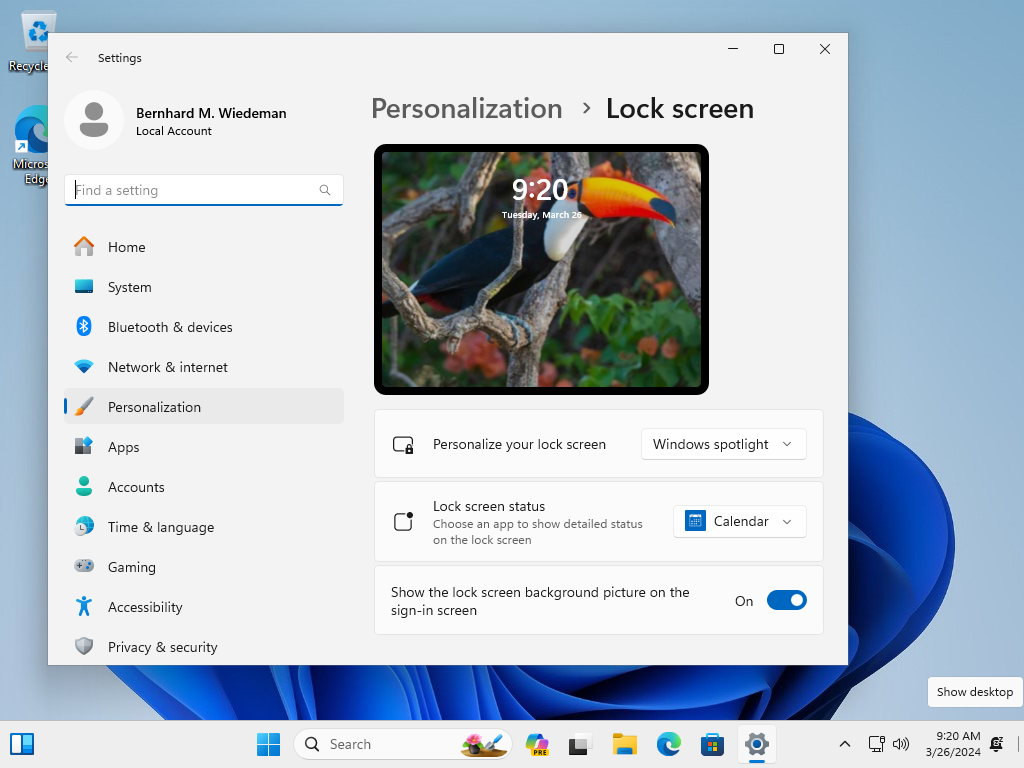 Recycle
Micros
Edge
Settings
Bernhard M. Wiedeman
Local Account
Find a setting
Home
System
Bluetooth & devices
Network & internet
Personalization
Apps
Accounts
Time & language
Gaming
Accessibility
Privacy & security
Personalization > Lock screen
9:20
Tuesday, March 26
Personalize your lock screen
Windows spotlight
Lock screen status
Choose an app to show detailed status
on the lock screen
Calendar
Show the lock screen background picture on the
sign-in screen
On
Show desktop
Search
PRE
9:20 AM
3/26/2024